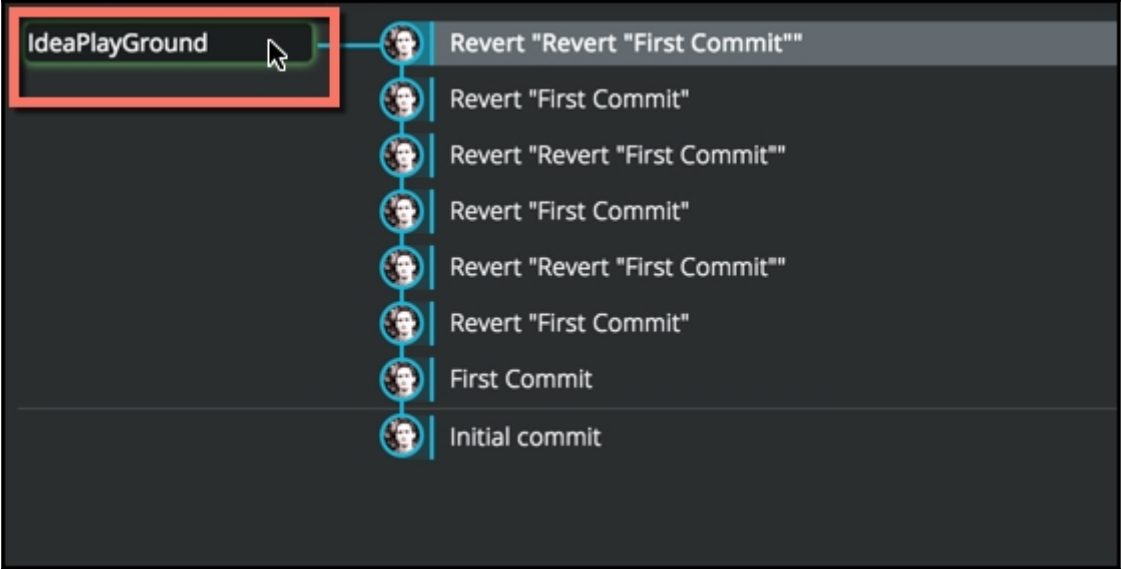 IdeaPlayGround
Revert "Revert "First Commit""
Revert "First Commit"
Revert "Revert "First Commit""
Revert "First Commit"
Revert "Revert "First Commit""
Revert "First Commit"
First Commit
Initial commit